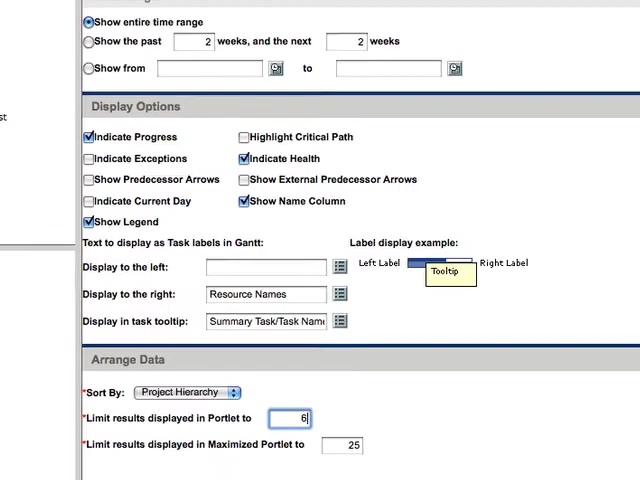 Show entire time range
Show the past 2 weeks, and the next 2 weeks
Show from to
st
Display Options
Indicate Progress Highlight Critical Path
Indicate Exceptions Indicate Health
Show Predecessor Arrows Show External Predecessor Arrows
Indicate Current Day Show Name Column
Show Legend
Text to display as Task labels in Gantt: Label display example:
Display to the left: Left Label Right Label
Tooltip
Display to the right: Resource Names
Display in task tooltip: Summary Task/Task Name
Arrange Data
*Sort By: Project Hierarchy
*Limit results displayed in Portlet to 6
*Limit results displayed in Maximized Portlet to 25